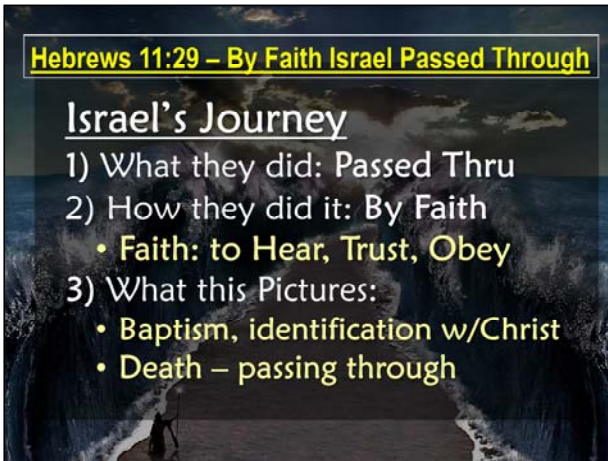 Hebrews 11:29 – By Faith Israel Passed Through
Israel's Journey
1) What they did: Passed Thru
2) How they did it: By Faith
• Faith: to Hear, Trust, Obey
3) What this Pictures:
• Baptism, identification w/Christ
• Death – passing through